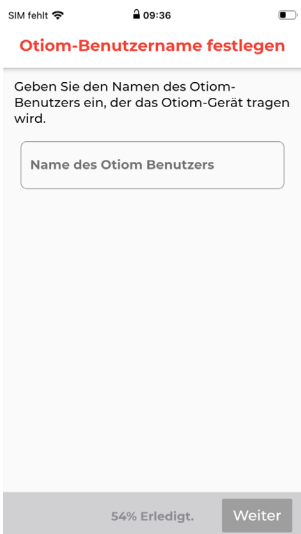 SIM fehlt 09:36
Otiom-Benutzername festlegen
Geben Sie den Namen des Otiom-
Benutzers ein, der das Otiom-Gerät tragen
wird.
Name des Otiom Benutzers
54% Erledigt. Weiter